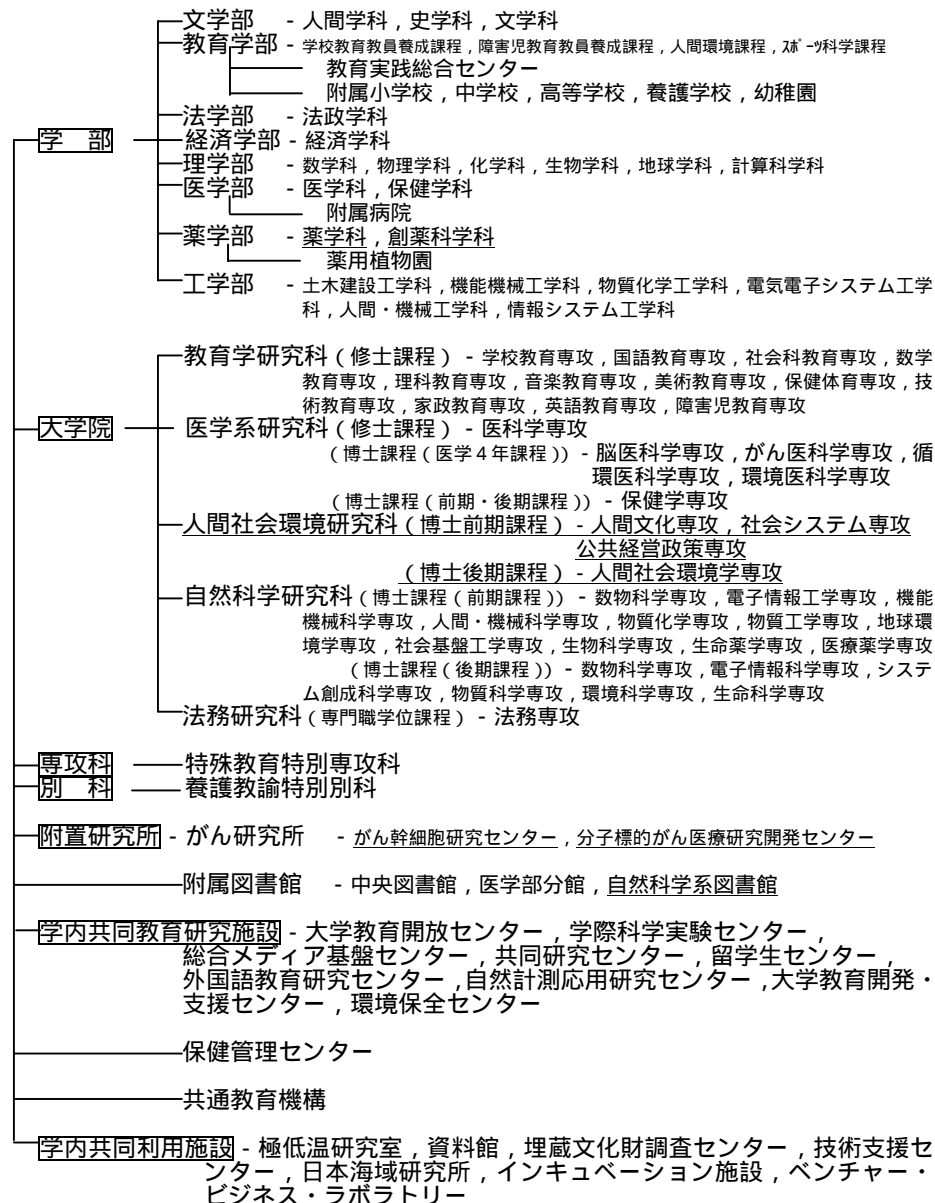 文学部 - 人間学科，史学科，文学科
教育学部 - 学校教育教員養成課程，障害児教育教員養成課程，人間環境課程，ｽﾎﾟｰﾂ科学課程
教育実践総合センター
附属小学校，中学校，高等学校，養護学校，幼稚園
法学部 - 法政学科
学　部
経済学部 - 経済学科
理学部 - 数学科，物理学科，化学科，生物学科，地球学科，計算科学科
医学部 - 医学科，保健学科
附属病院
薬学部 - 薬学科，創薬科学科
薬用植物園
工学部 - 土木建設工学科，機能機械工学科，物質化学工学科，電気電子システム工学
科，人間・機械工学科，情報システム工学科
教育学研究科（修士課程） - 学校教育専攻，国語教育専攻，社会科教育専攻，数学
教育専攻，理科教育専攻，音楽教育専攻，美術教育専攻，保健体育専攻，技
術教育専攻，家政教育専攻，英語教育専攻，障害児教育専攻
大学院
医学系研究科（修士課程） - 医科学専攻
（博士課程（医学４年課程）） - 脳医科学専攻，がん医科学専攻，循
環医科学専攻，環境医科学専攻
（博士課程（前期・後期課程）） - 保健学専攻
人間社会環境研究科（博士前期課程） - 人間文化専攻，社会システム専攻
公共経営政策専攻
（博士後期課程） - 人間社会環境学専攻
自然科学研究科（博士課程（前期課程）） - 数物科学専攻，電子情報工学専攻，機能
機械科学専攻，人間・機械科学専攻，物質化学専攻，物質工学専攻，地球環
境学専攻，社会基盤工学専攻，生物科学専攻，生命薬学専攻，医療薬学専攻
（博士課程（後期課程）） - 数物科学専攻，電子情報科学専攻，システ
ム創成科学専攻，物質科学専攻，環境科学専攻，生命科学専攻
法務研究科（専門職学位課程） - 法務専攻
専攻科 特殊教育特別専攻科
別　科 養護教諭特別別科
附置研究所 - がん研究所 - がん幹細胞研究センター，分子標的がん医療研究開発センター
附属図書館 - 中央図書館，医学部分館，自然科学系図書館
学内共同教育研究施設 - 大学教育開放センター，学際科学実験センター，
総合メディア基盤センター，共同研究センター，留学生センター，
外国語教育研究センター，自然計測応用研究センター，大学教育開発・
支援センター，環境保全センター
保健管理センター
共通教育機構
学内共同利用施設 - 極低温研究室，資料館，埋蔵文化財調査センター，技術支援セ
ンター，日本海域研究所，インキュベーション施設，ベンチャー・
ビジネス・ラボラトリー